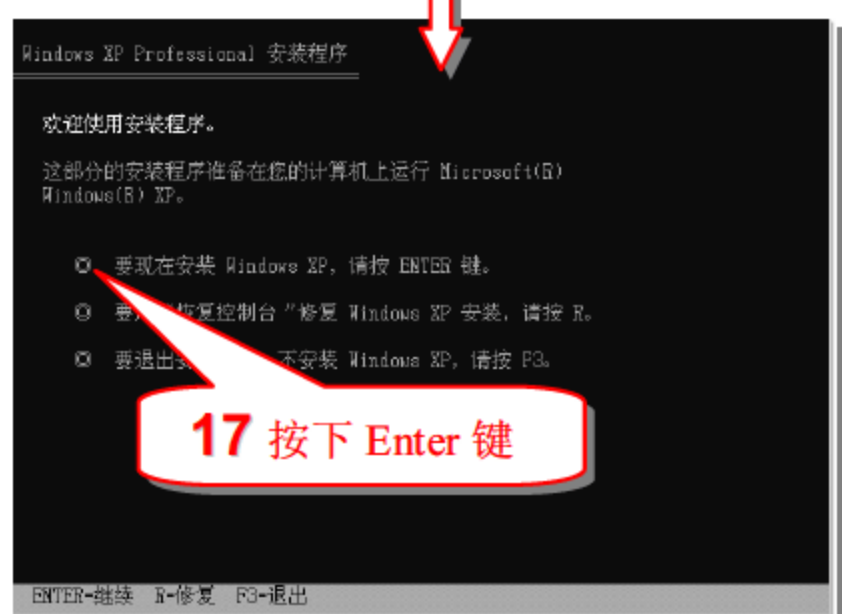 Windows XP Professional 安装程序
欢迎使用安装程序。
这部分的安装程序准备在您的计算机上运行 Microsoft(R)
Windows(R) XP。
◎ 要现在安装 Windows XP，请按 ENTER 键。
◎ 要 恢复控制台"修复 Windows XP 安装，请按 R。
◎ 要退出安 不安装 Windows XP，请按 F3。
17 按下 Enter 键
ENTER-继续 R-修复 F3-退出